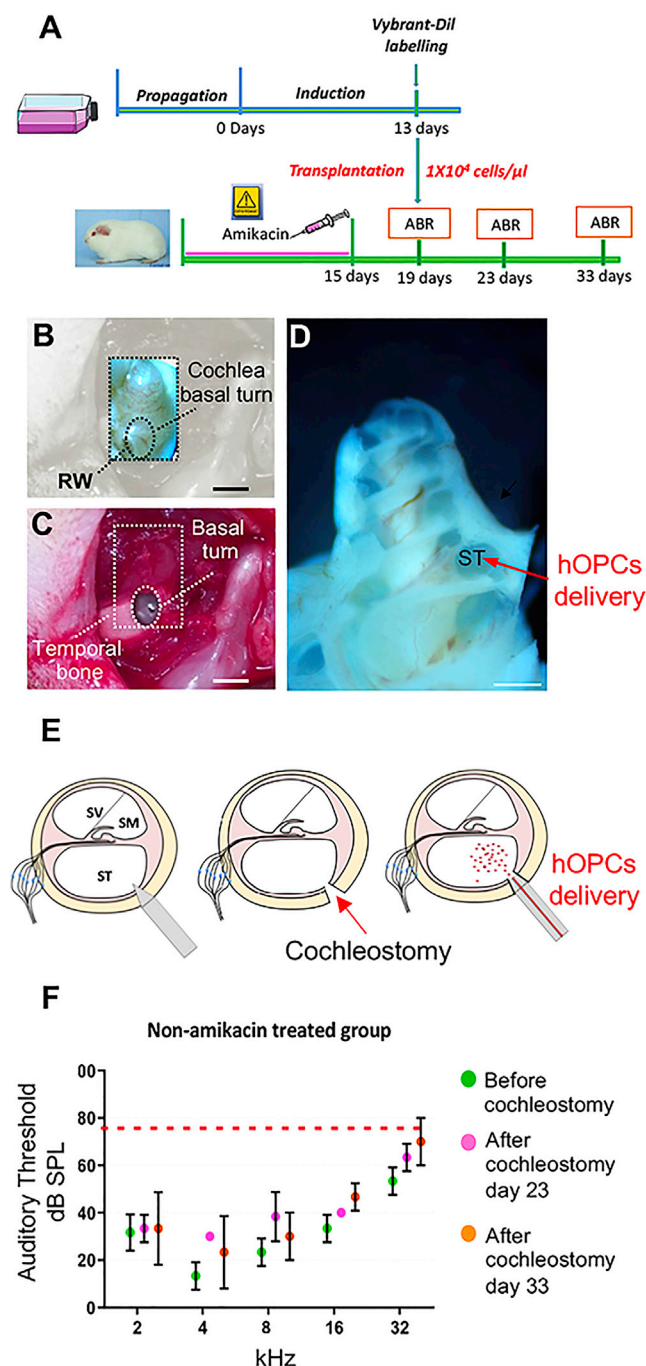 A
Vybrant-Dil
labelling
Propagation
Induction
0 Days
13 days
Transplantation
1X10⁴ cells/µl
Amikacin
ABR
ABR
ABR
15 days
19 days
23 days
33 days
B
Cochlea
basal turn
RW
C
Basal
turn
Temporal
bone
D
ST
hOPCs
delivery
E
SV
SM
ST
Cochleostomy
hOPCs
delivery
F
Non-amikacin treated group
Auditory Threshold
dB SPL
00
80
60
40
20
00
2
4
8
16
32
kHz
Before
cochleostomy
After
cochleostomy
day 23
After
cochleostomy
day 33